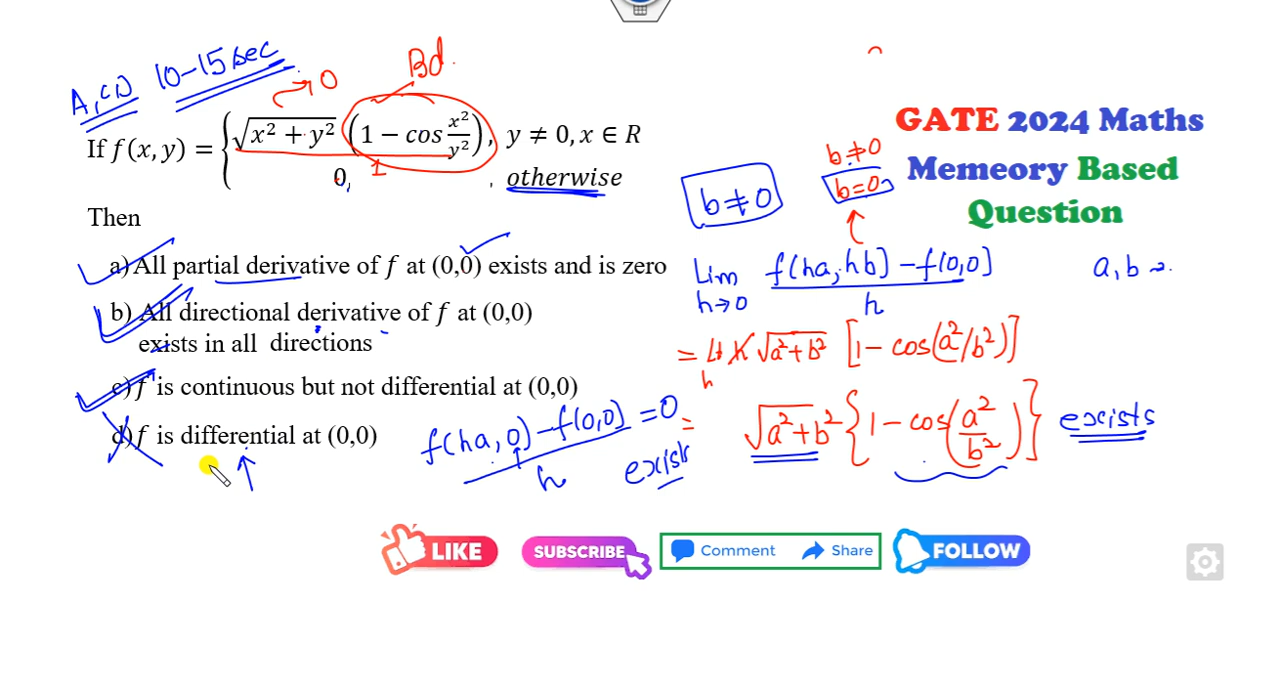 A, CD 10-15 sec
→ 0
Bd.
If f(x, y) = { √x² + y² (1 − cos x²/y²), y ≠ 0, x ∈ R
1
0, , otherwise
Then
a) All partial derivative of f at (0,0) exists and is zero
b) All directional derivative of f at (0,0)
exists in all directions
c) f is continuous but not differential at (0,0)
d) f is differential at (0,0)
GATE 2024 Maths
Memeory Based
Question
b ≠ 0
b ≠ 0
b = 0
Lim h→0 f(ha, hb) − f(0,0) / h
a, b
= Lt h √a² + b² [1 − cos(a²/b²)]
h
= √a² + b² {1 − cos(a²/b²)} exists
f(ha, 0) − f(0,0) / h = 0
exist
LIKE
SUBSCRIBE
Comment
Share
FOLLOW